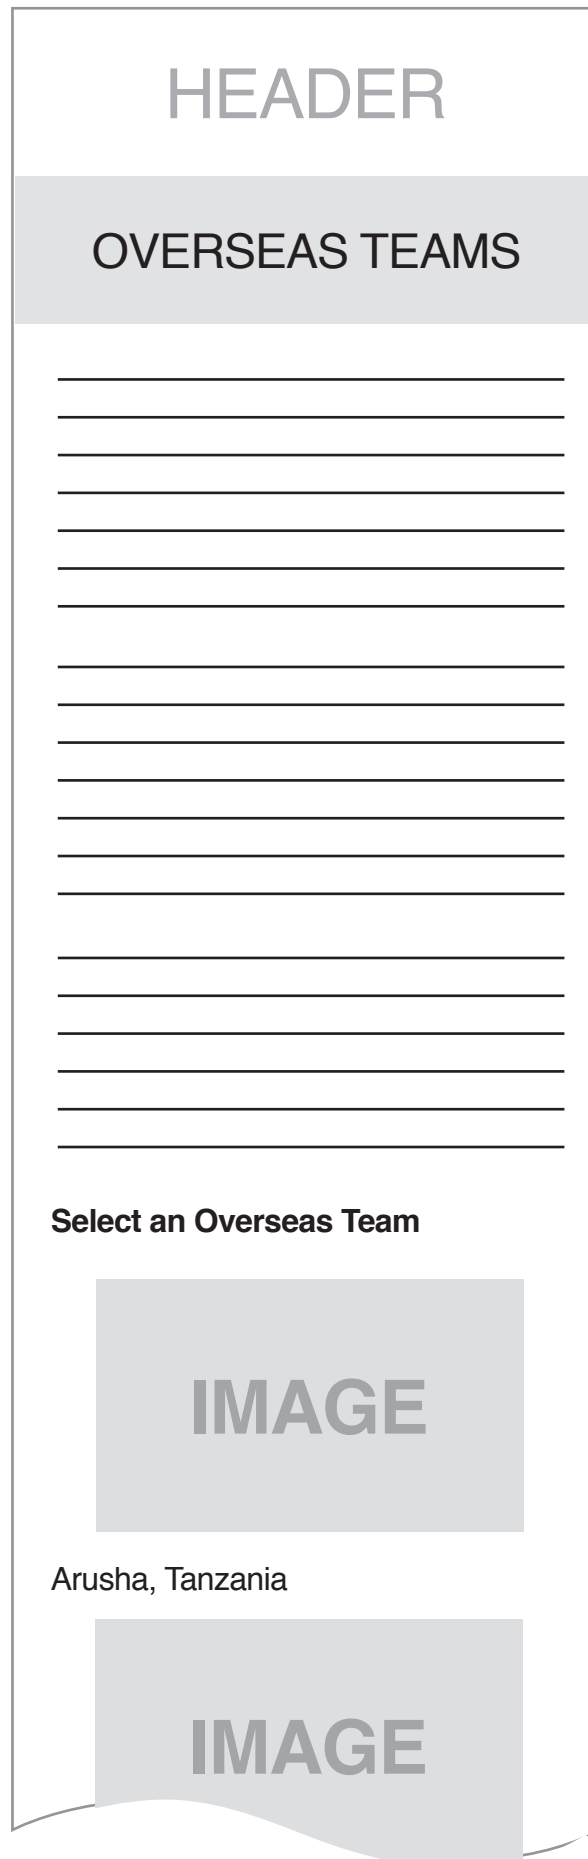 HEADER
OVERSEAS TEAMS
Select an Overseas Team
IMAGE
Arusha, Tanzania
IMAGE